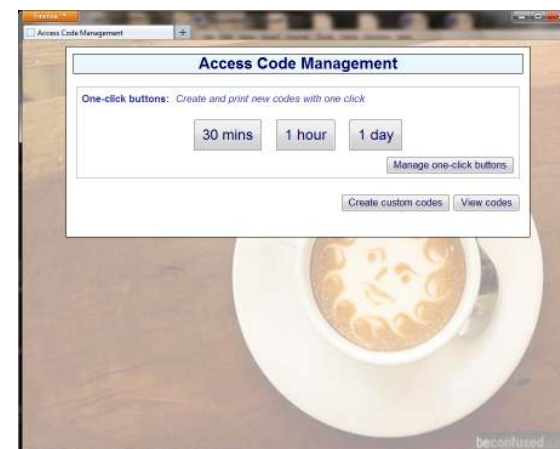 Firefox
Access Code Management
Access Code Management
One-click buttons: Create and print new codes with one click
30 mins 1 hour 1 day
Manage one-click buttons
Create custom codes View codes
beconfused